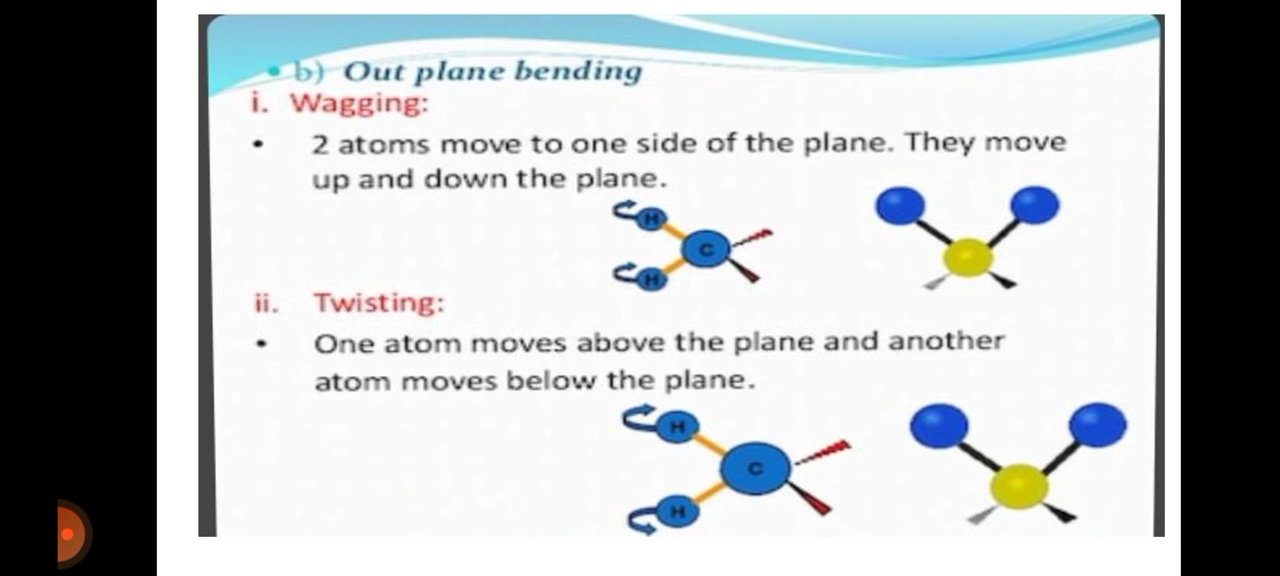 • b) Out plane bending
i. Wagging:
• 2 atoms move to one side of the plane. They move
up and down the plane.
H
C
H
ii. Twisting:
• One atom moves above the plane and another
atom moves below the plane.
H
C
H